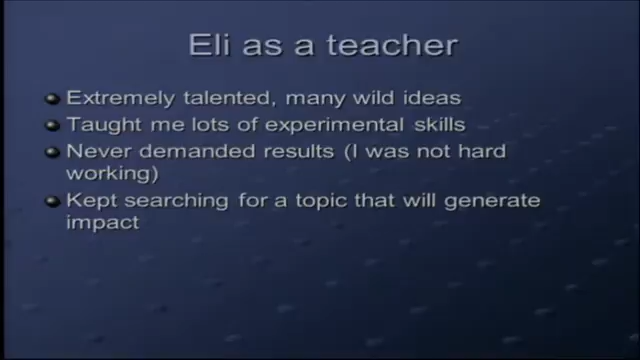 Eli as a teacher
Extremely talented, many wild ideas
Taught me lots of experimental skills
Never demanded results (I was not hard
working)
Kept searching for a topic that will generate
impact